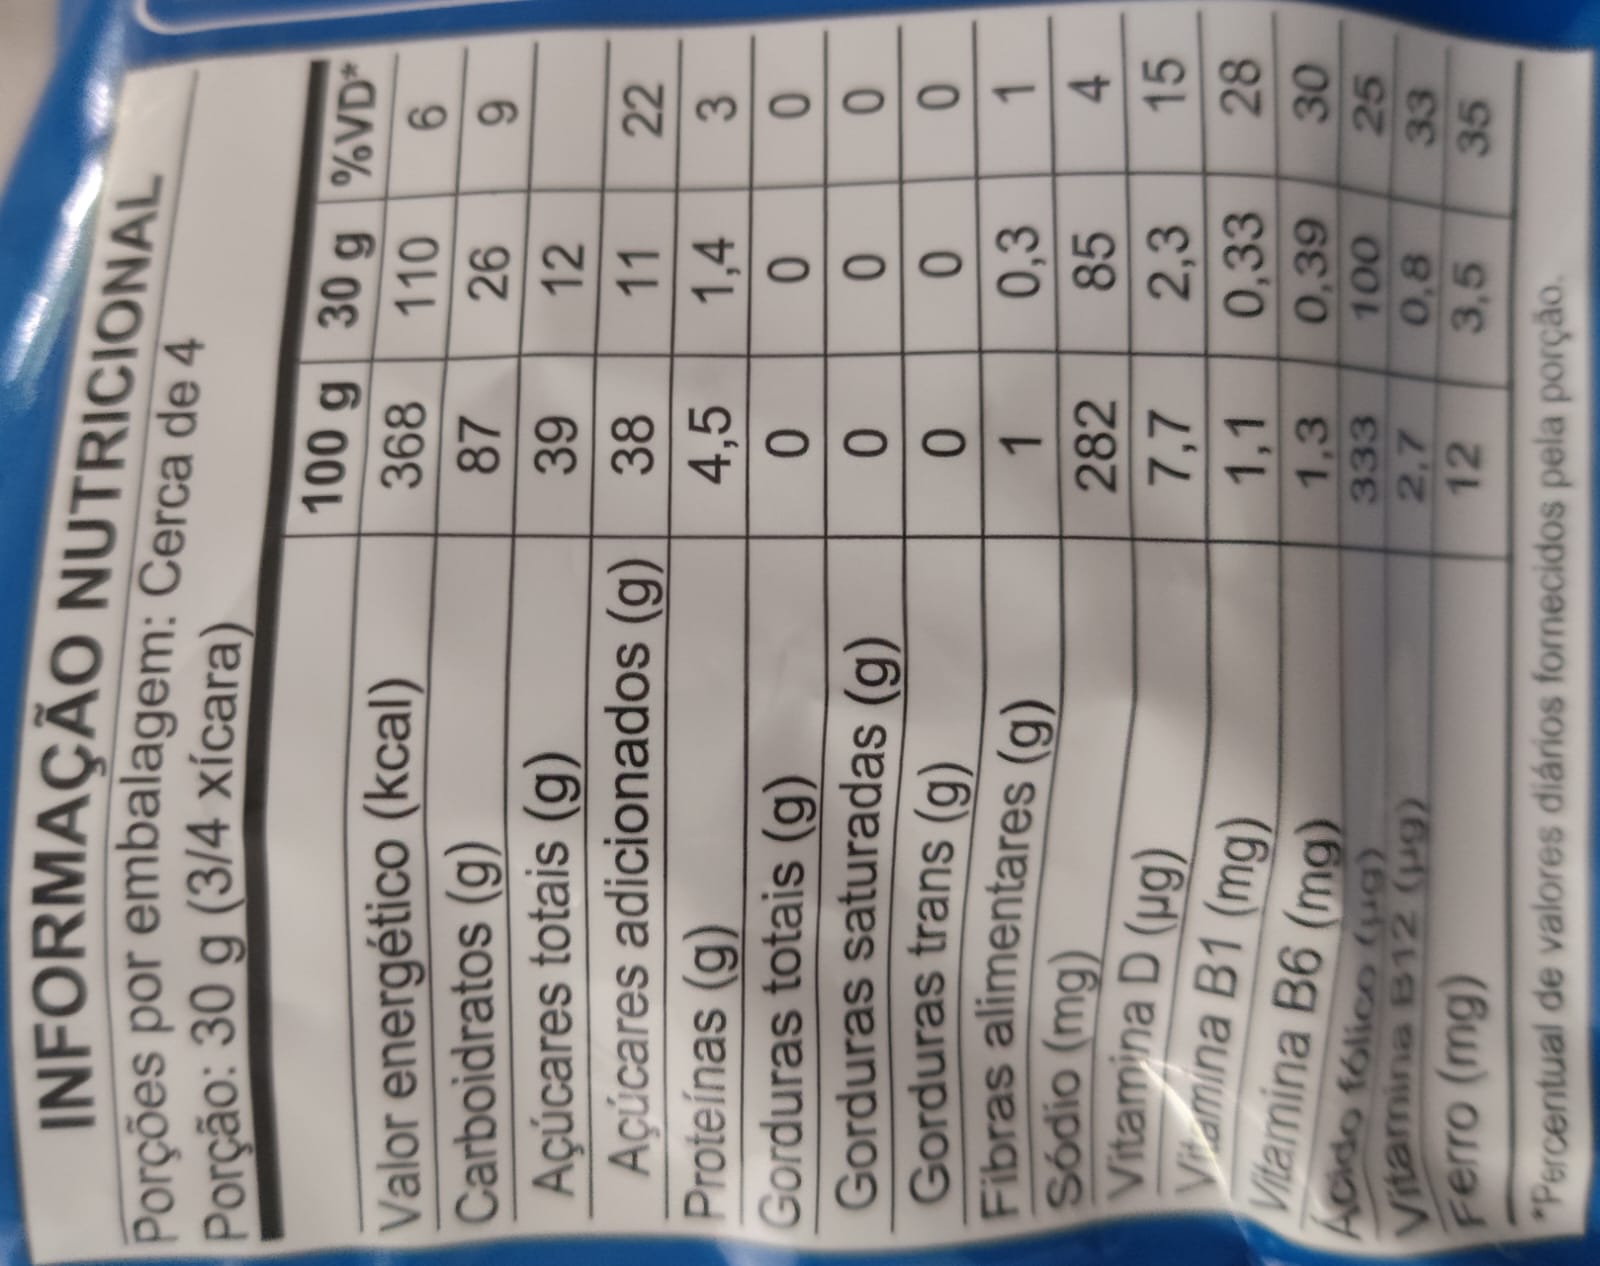 INFORMAÇÃO NUTRICIONAL
Porções por embalagem: Cerca de 4
Porção: 30 g (3/4 xícara)
100 g 30 g %VD*
Valor energético (kcal) 368 110 6
Carboidratos (g) 87 26 9
Açúcares totais (g) 39 12
Açúcares adicionados (g) 38 11 22
Proteínas (g) 4,5 1,4 3
Gorduras totais (g) 0 0 0
Gorduras saturadas (g) 0 0 0
Gorduras trans (g) 0 0 0
Fibras alimentares (g) 1 0,3 1
Sódio (mg) 282 85 4
Vitamina D (µg) 7,7 2,3 15
Vitamina B1 (mg) 1,1 0,33 28
Vitamina B6 (mg) 1,3 0,39 30
Ácido fólico (µg) 333 100 25
Vitamina B12 (µg) 2,7 0,8 33
Ferro (mg) 12 3,5 35
*Percentual de valores diários fornecidos pela porção.